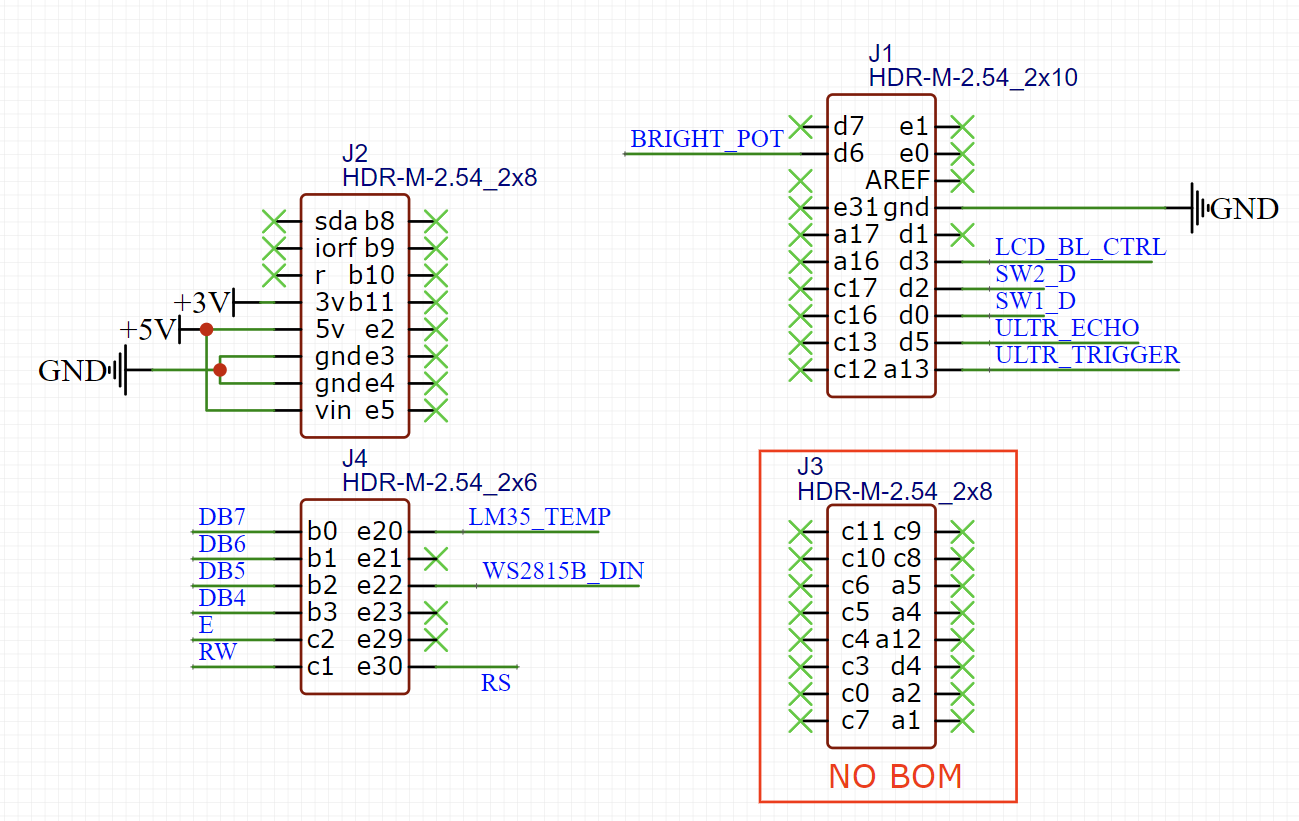 J1
HDR-M-2.54_2x10
BRIGHT_POT
d7 e1
d6 e0
AREF
e31 gnd
GND
a17 d1
a16 d3
LCD_BL_CTRL
c17 d2
SW2_D
c16 d0
SW1_D
c13 d5
ULTR_ECHO
c12 a13
ULTR_TRIGGER
J2
HDR-M-2.54_2x8
sda b8
iorf b9
r b10
+3V
3v b11
+5V
5v e2
GND
gnd e3
gnd e4
vin e5
J4
HDR-M-2.54_2x6
DB7
b0 e20
LM35_TEMP
DB6
b1 e21
DB5
b2 e22
WS2815B_DIN
DB4
b3 e23
E
c2 e29
RW
c1 e30
RS
J3
HDR-M-2.54_2x8
c11 c9
c10 c8
c6 a5
c5 a4
c4 a12
c3 d4
c0 a2
c7 a1
NO BOM